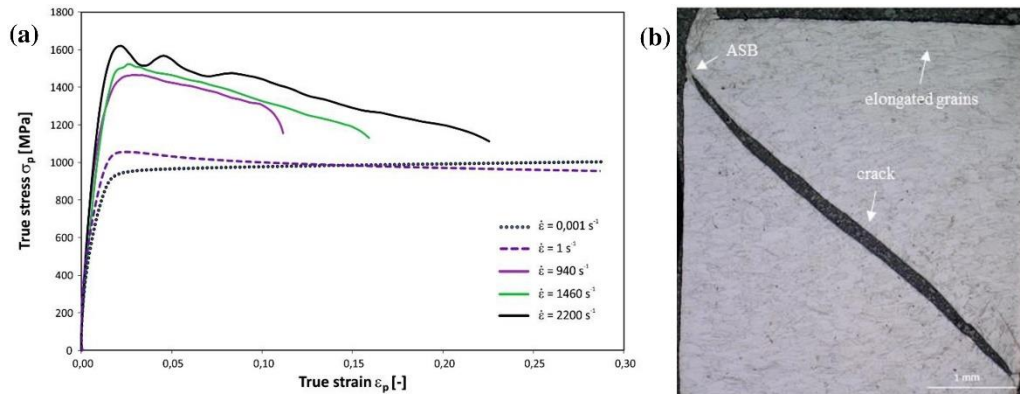 (a)
True stress σp [MPa]
1800
1600
1400
1200
1000
800
600
400
200
0
0,00
0,05
0,10
0,15
0,20
0,25
0,30
True strain εp [-]
ε̇ = 0,001 s⁻¹
ε̇ = 1 s⁻¹
ε̇ = 940 s⁻¹
ε̇ = 1460 s⁻¹
ε̇ = 2200 s⁻¹
(b)
ASB
elongated grains
crack
1 mm